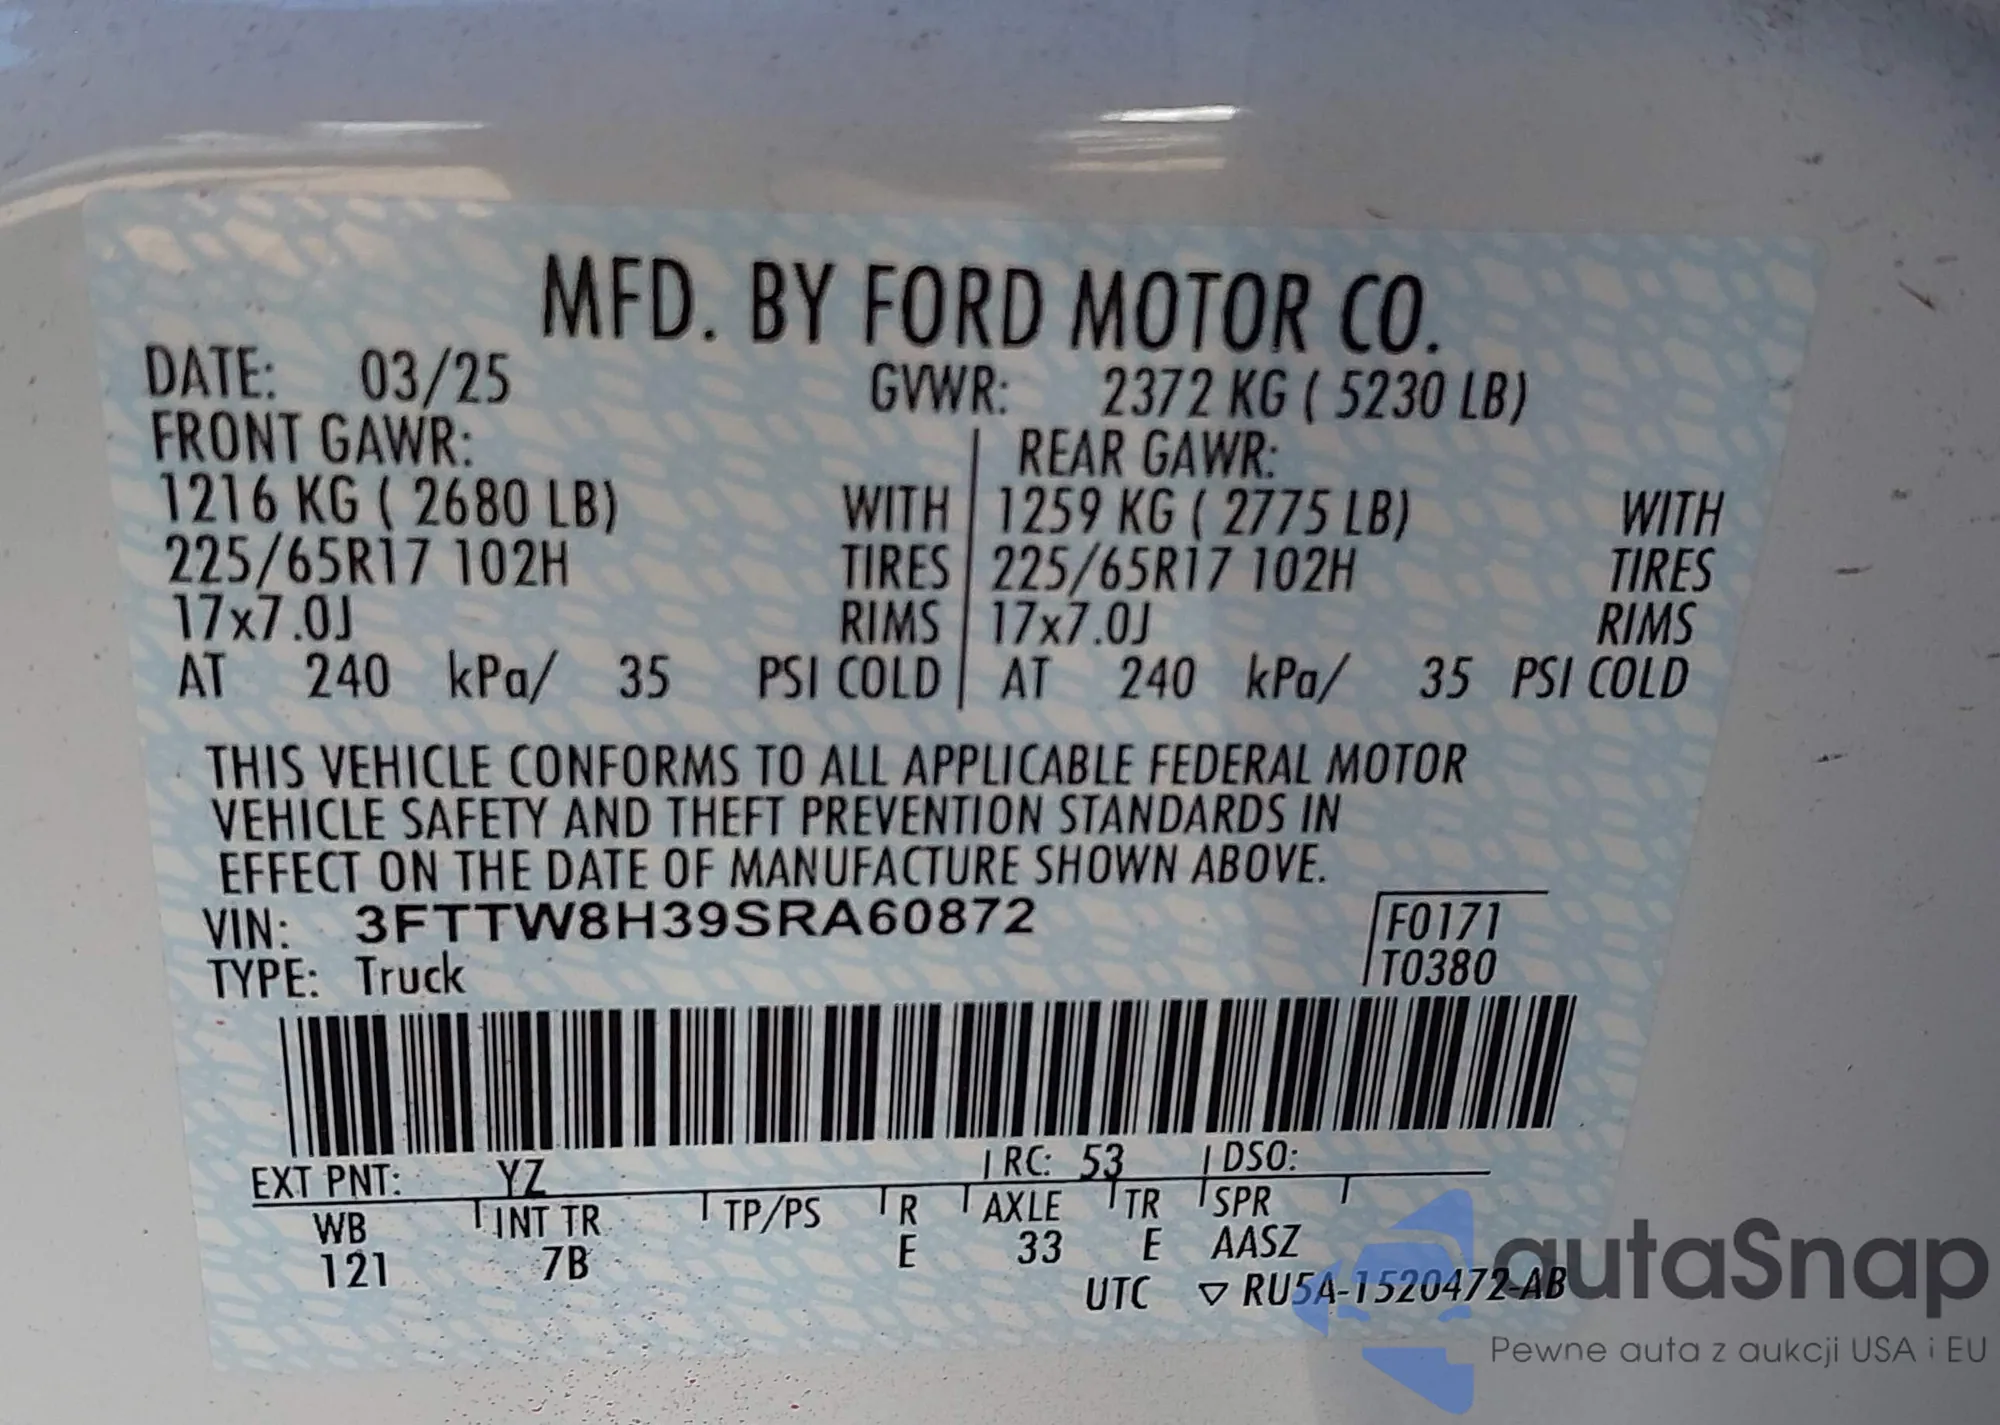 MFD. BY FORD MOTOR CO.
DATE: 03/25 GVWR: 2372 KG ( 5230 LB)
FRONT GAWR: REAR GAWR:
1216 KG ( 2680 LB) WITH 1259 KG ( 2775 LB) WITH
225/65R17 102H TIRES 225/65R17 102H TIRES
17x7.0J RIMS 17x7.0J RIMS
AT 240 kPa/ 35 PSI COLD AT 240 kPa/ 35 PSI COLD
THIS VEHICLE CONFORMS TO ALL APPLICABLE FEDERAL MOTOR
VEHICLE SAFETY AND THEFT PREVENTION STANDARDS IN
EFFECT ON THE DATE OF MANUFACTURE SHOWN ABOVE.
VIN: 3FTTW8H39SRA60872 F0171
TYPE: Truck T0380
EXT PNT: YZ RC: 53 DSO:
WB INT TR TP/PS R AXLE TR SPR
121 7B E 33 E AASZ
UTC ▽ RU5A-1520472-AB
autaSnap
Pewne auta z aukcji USA i EU